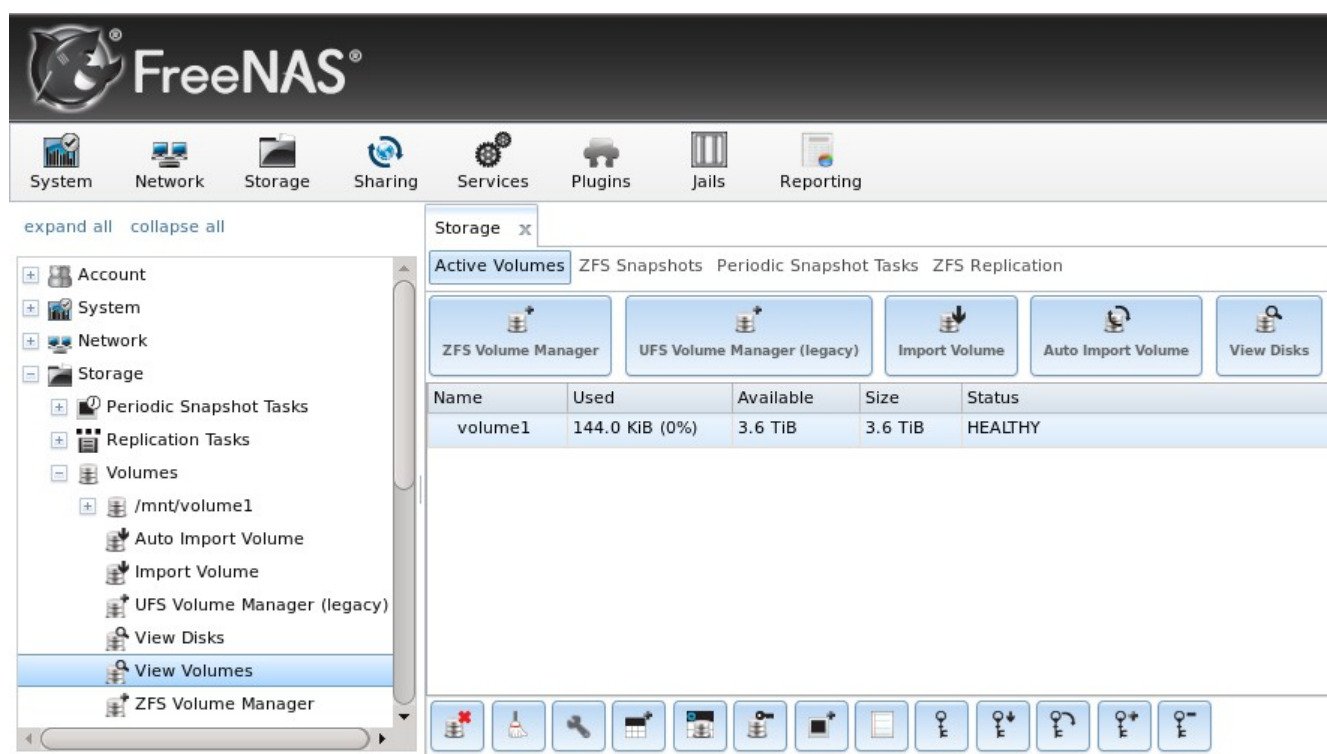 FreeNAS®
System Network Storage Sharing Services Plugins Jails Reporting
expand all collapse all
Account
System
Network
Storage
Periodic Snapshot Tasks
Replication Tasks
Volumes
/mnt/volume1
Auto Import Volume
Import Volume
UFS Volume Manager (legacy)
View Disks
View Volumes
ZFS Volume Manager
Storage x
Active Volumes ZFS Snapshots Periodic Snapshot Tasks ZFS Replication
ZFS Volume Manager UFS Volume Manager (legacy) Import Volume Auto Import Volume View Disks
Name Used Available Size Status
volume1 144.0 KiB (0%) 3.6 TiB 3.6 TiB HEALTHY